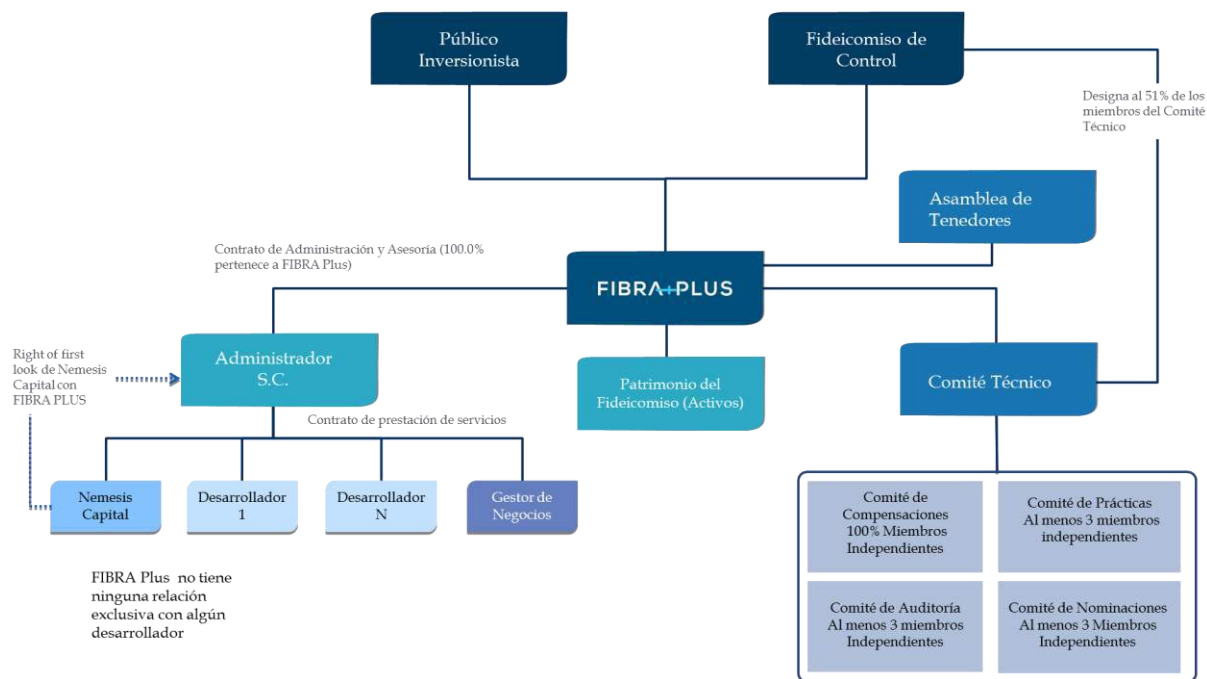 Público
Inversionista
Fideicomiso de
Control
Designa al 51% de los
miembros del Comité
Técnico
Asamblea de
Tenedores
Contrato de Administración y Asesoría (100.0%
pertenece a FIBRA Plus)
FIBRA+PLUS
Right of first
look de Nemesis
Capital con
FIBRA PLUS
Administrador
S.C.
Patrimonio del
Fideicomiso (Activos)
Comité Técnico
Contrato de prestación de servicios
Nemesis
Capital
Desarrollador
1
Desarrollador
N
Gestor de
Negocios
Comité de
Compensaciones
100% Miembros
Independientes
Comité de Prácticas
Al menos 3 miembros
independientes
FIBRA Plus no tiene
ninguna relación
exclusiva con algún
desarrollador
Comité de Auditoría
Al menos 3 miembros
Independientes
Comité de Nominaciones
Al menos 3 Miembros
Independientes